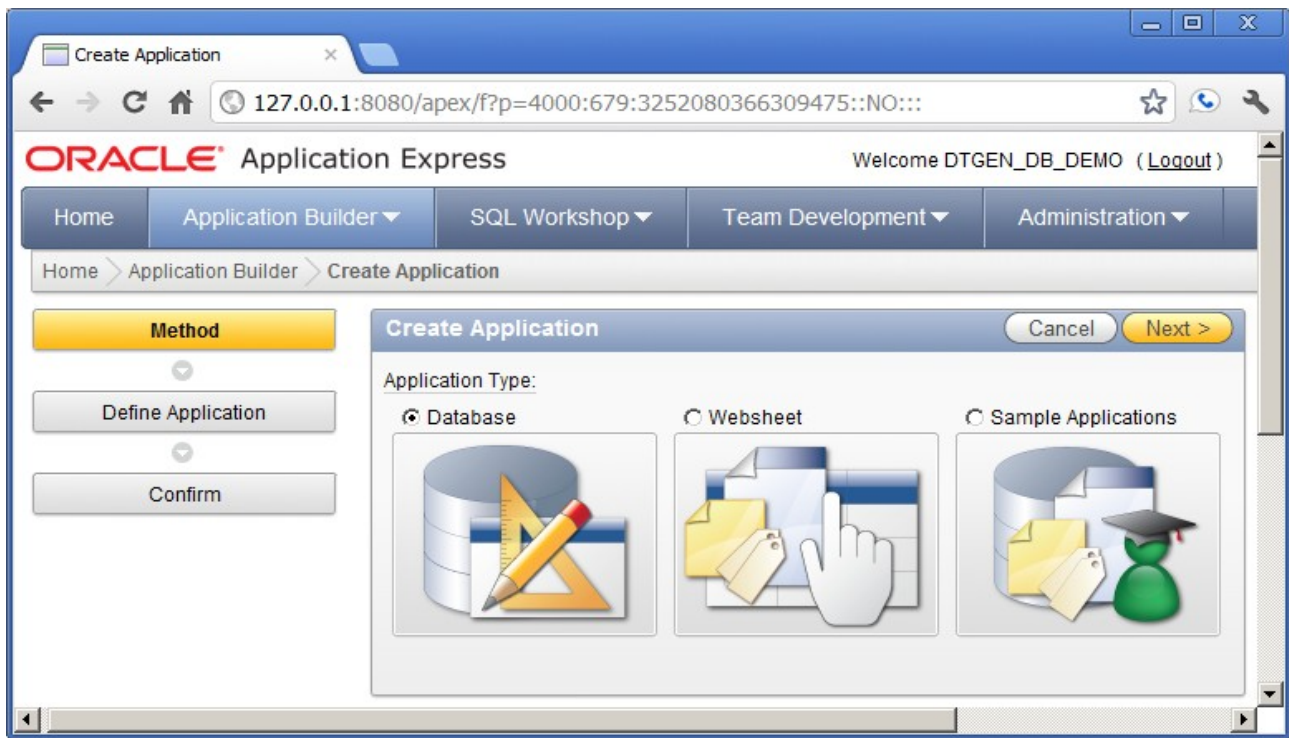 Create Application
127.0.0.1:8080/apex/f?p=4000:679:3252080366309475::NO:::
ORACLE Application Express
Welcome DTGEN_DB_DEMO ( Logout )
Home Application Builder SQL Workshop Team Development Administration
Home Application Builder Create Application
Method
Define Application
Confirm
Create Application
Cancel Next >
Application Type:
Database Websheet Sample Applications